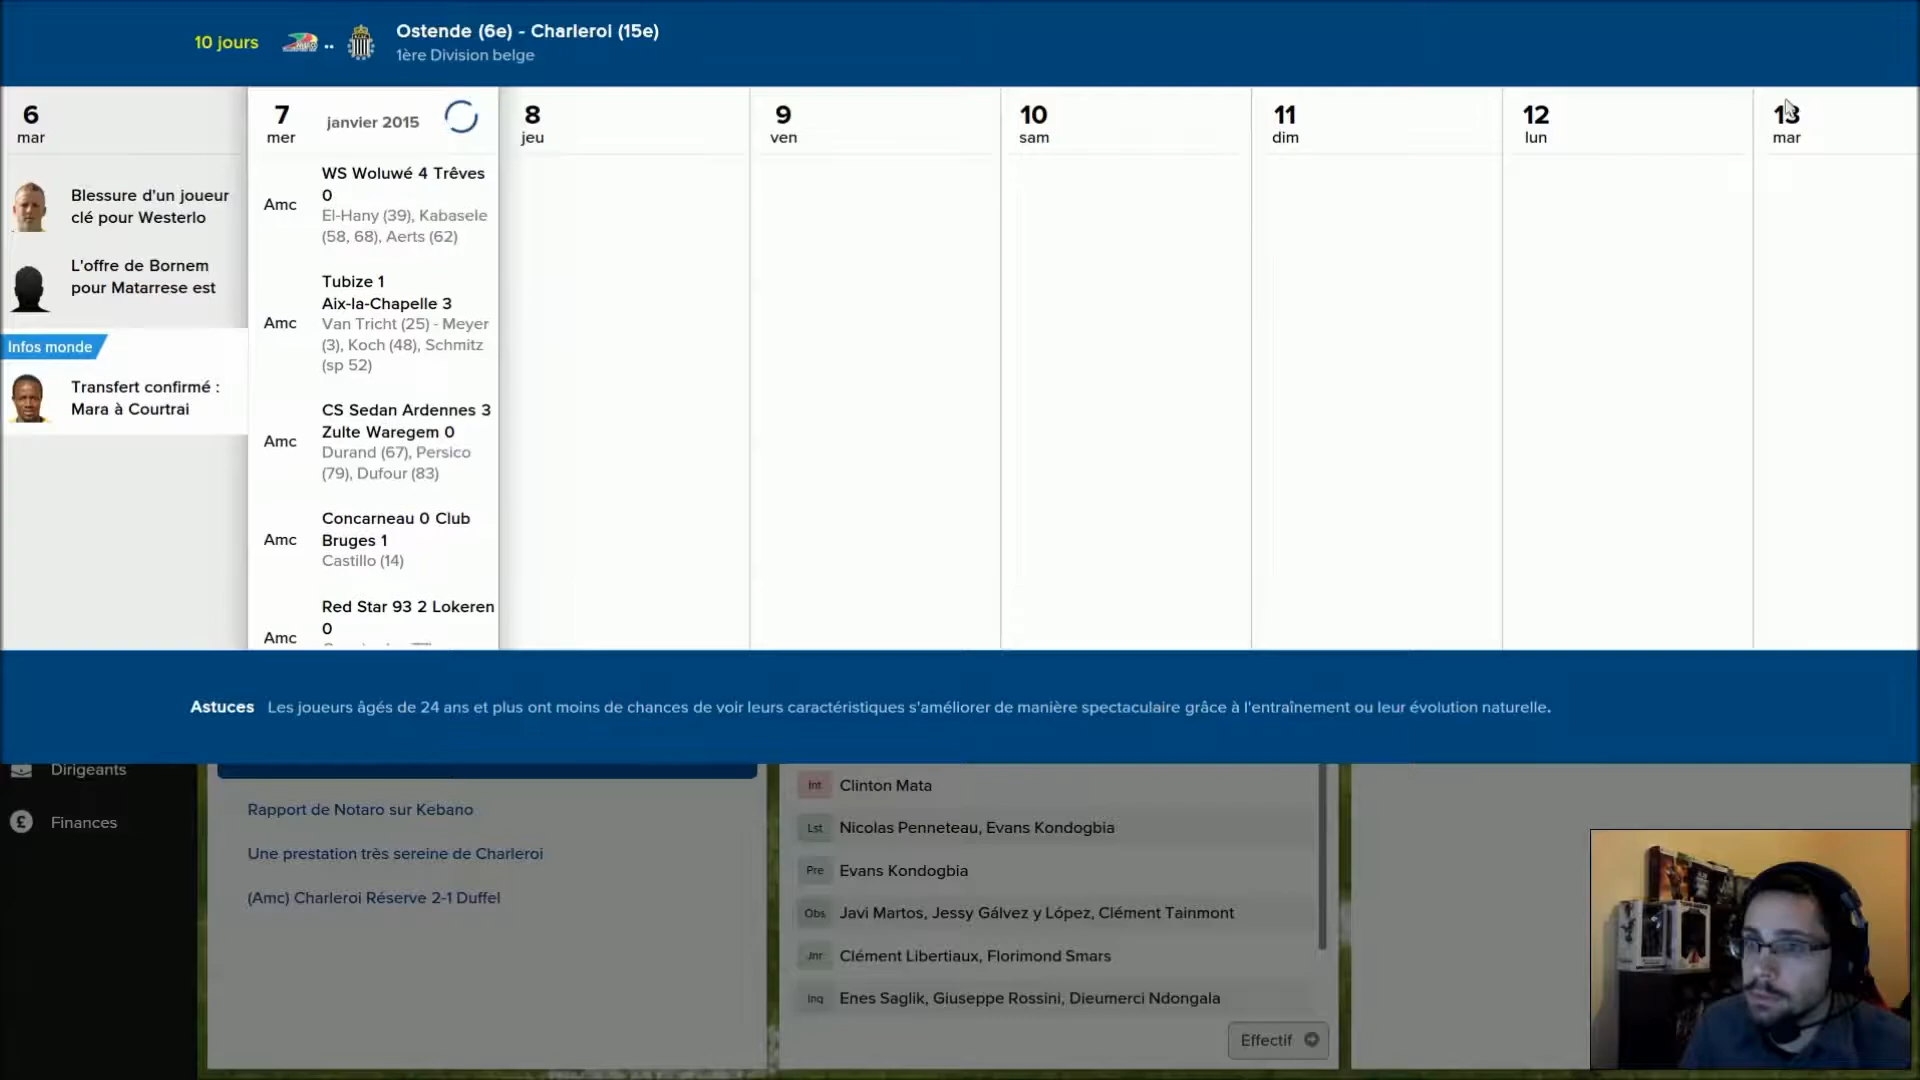 10 jours
Ostende (6e) - Charleroi (15e)
1ère Division belge
6
mar
7
mer
janvier 2015
8
jeu
9
ven
10
sam
11
dim
12
lun
13
mar
Blessure d'un joueur
clé pour Westerlo
L'offre de Bornem
pour Matarrese est
Infos monde
Transfert confirmé :
Mara à Courtrai
Amc
WS Woluwé 4 Trêves
0
El-Hany (39), Kabasele
(58, 68), Aerts (62)
Amc
Tubize 1
Aix-la-Chapelle 3
Van Tricht (25) - Meyer
(3), Koch (48), Schmitz
(sp 52)
Amc
CS Sedan Ardennes 3
Zulte Waregem 0
Durand (67), Persico
(79), Dufour (83)
Amc
Concarneau 0 Club
Bruges 1
Castillo (14)
Amc
Red Star 93 2 Lokeren
0
Astuces Les joueurs âgés de 24 ans et plus ont moins de chances de voir leurs caractéristiques s'améliorer de manière spectaculaire grâce à l'entraînement ou leur évolution naturelle.
Dirigeants
£ Finances
Rapport de Notaro sur Kebano
Une prestation très sereine de Charleroi
(Amc) Charleroi Réserve 2-1 Duffel
Int Clinton Mata
Lst Nicolas Penneteau, Evans Kondogbia
Pre Evans Kondogbia
Obs Javi Martos, Jessy Gálvez y López, Clément Tainmont
Jnr Clément Libertiaux, Florimond Smars
Inq Enes Saglik, Giuseppe Rossini, Dieumerci Ndongala
Effectif